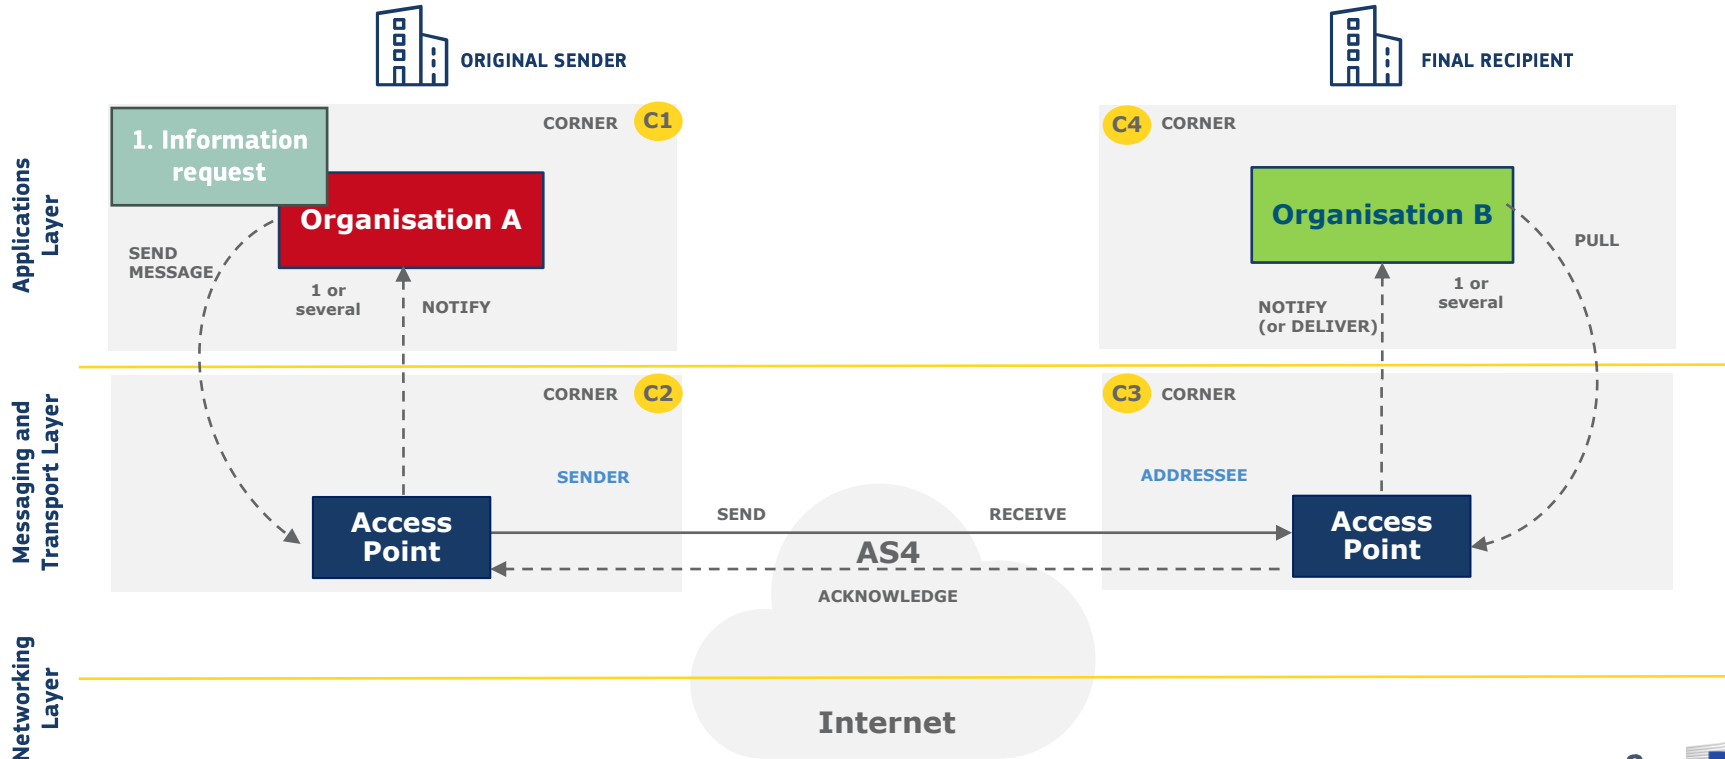 ORIGINAL SENDER
FINAL RECIPIENT
Applications
Layer
1. Information
request
CORNER
C1
Organisation A
SEND
MESSAGE
1 or
several
NOTIFY
C4
CORNER
Organisation B
PULL
NOTIFY
(or DELIVER)
1 or
several
Messaging and
Transport Layer
CORNER
C2
SENDER
Access
Point
C3
CORNER
ADDRESSEE
Access
Point
SEND
RECEIVE
AS4
ACKNOWLEDGE
Networking
Layer
Internet